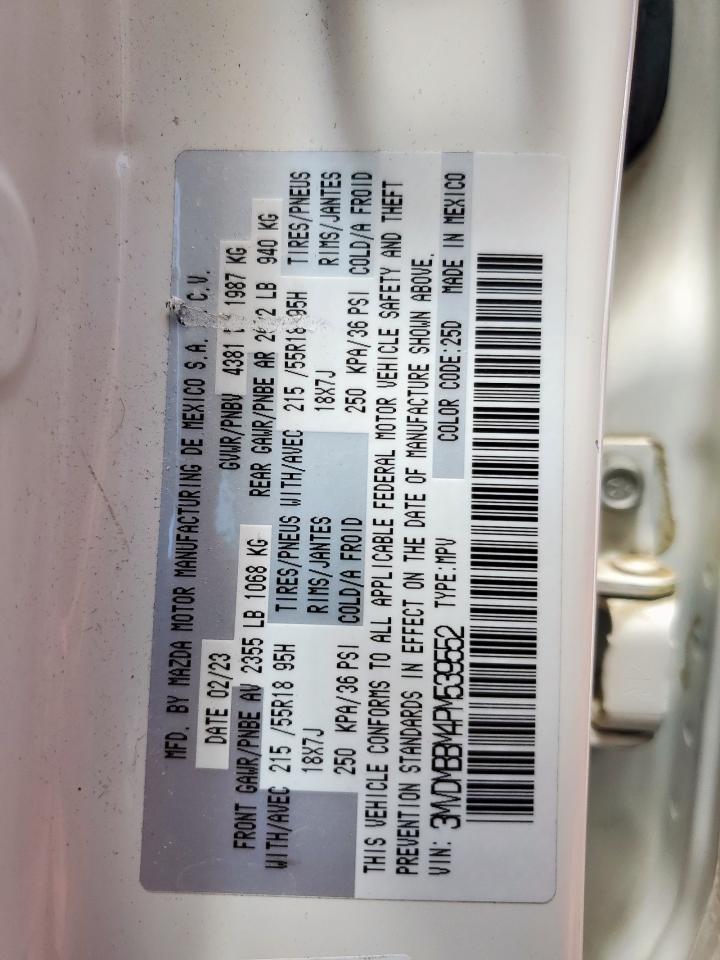 MFD. BY MAZDA MOTOR MANUFACTURING DE MEXICO S.A. C.V.
DATE 02/23 GVWR/PNBV 4381 1987 KG
FRONT GAWR/PNBE AV 2355 LB 1068 KG REAR GAWR/PNBE AR LB 940 KG
WITH/AVEC 215 /55R18 95H TIRES/PNEUS WITH/AVEC 215 /55R18 95H TIRES/PNEUS
18X7J RIMS/JANTES 18X7J RIMS/JANTES
250 KPA/36 PSI COLD/A FROID 250 KPA/36 PSI COLD/A FROID
THIS VEHICLE CONFORMS TO ALL APPLICABLE FEDERAL MOTOR VEHICLE SAFETY AND THEFT
PREVENTION STANDARDS IN EFFECT ON THE DATE OF MANUFACTURE SHOWN ABOVE.
VIN: 3MVDMBBM4PM539552 TYPE:MPV COLOR CODE:25D MADE IN MEXICO